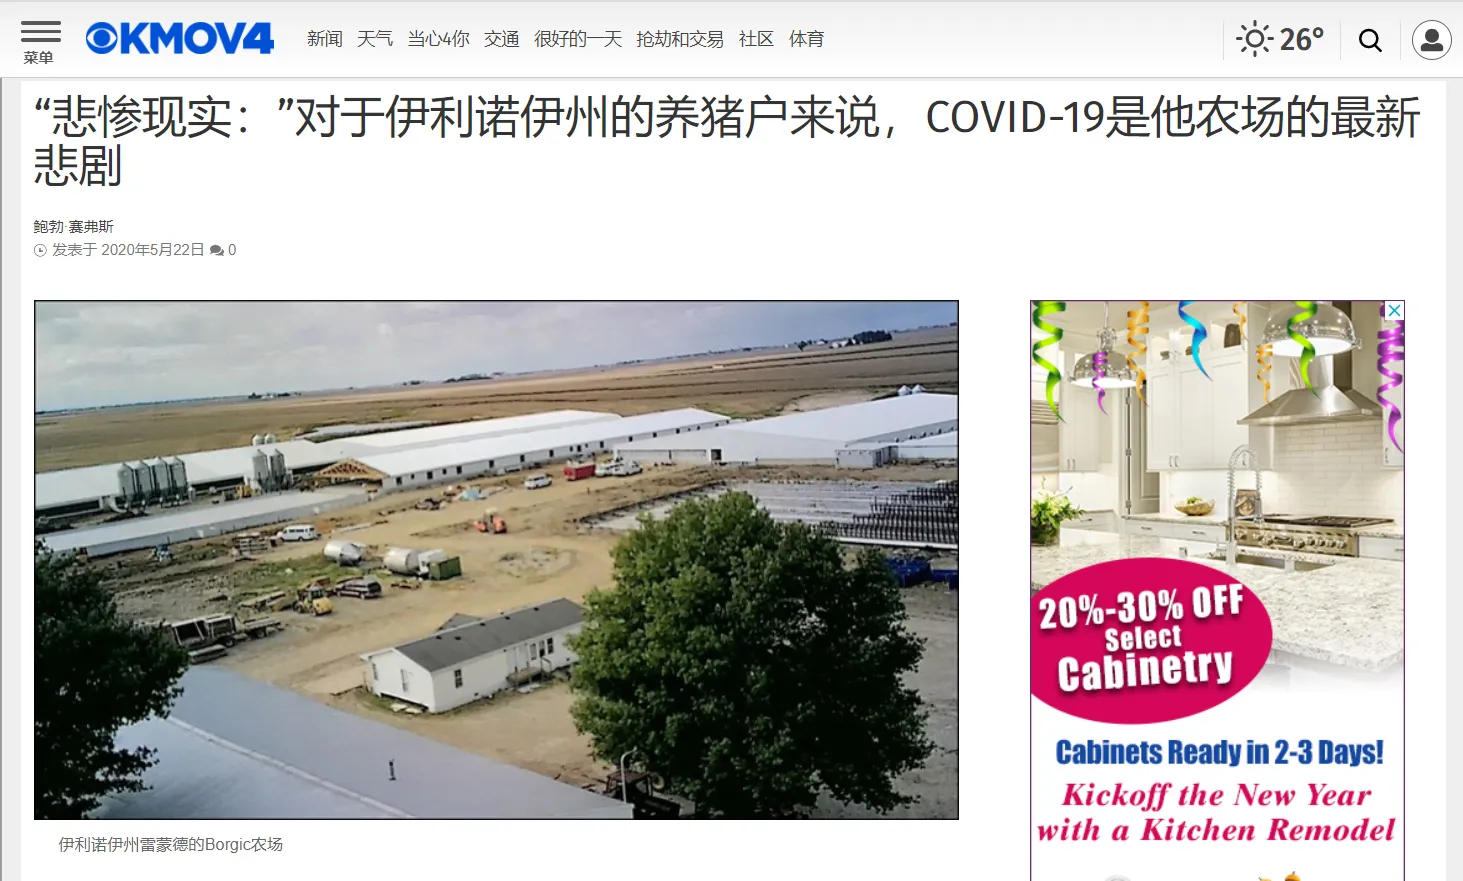 菜单
KMOV4
新闻 天气 当心4你 交通 很好的一天 抢劫和交易 社区 体育
26°
“悲惨现实：”对于伊利诺伊州的养猪户来说，COVID-19是他农场的最新
悲剧
鲍勃·赛弗斯
发表于 2020年5月22日 0
伊利诺伊州雷蒙德的Borgic农场
20%-30% OFF
Select
Cabinetry
Cabinets Ready in 2-3 Days!
Kickoff the New Year
with a Kitchen Remodel